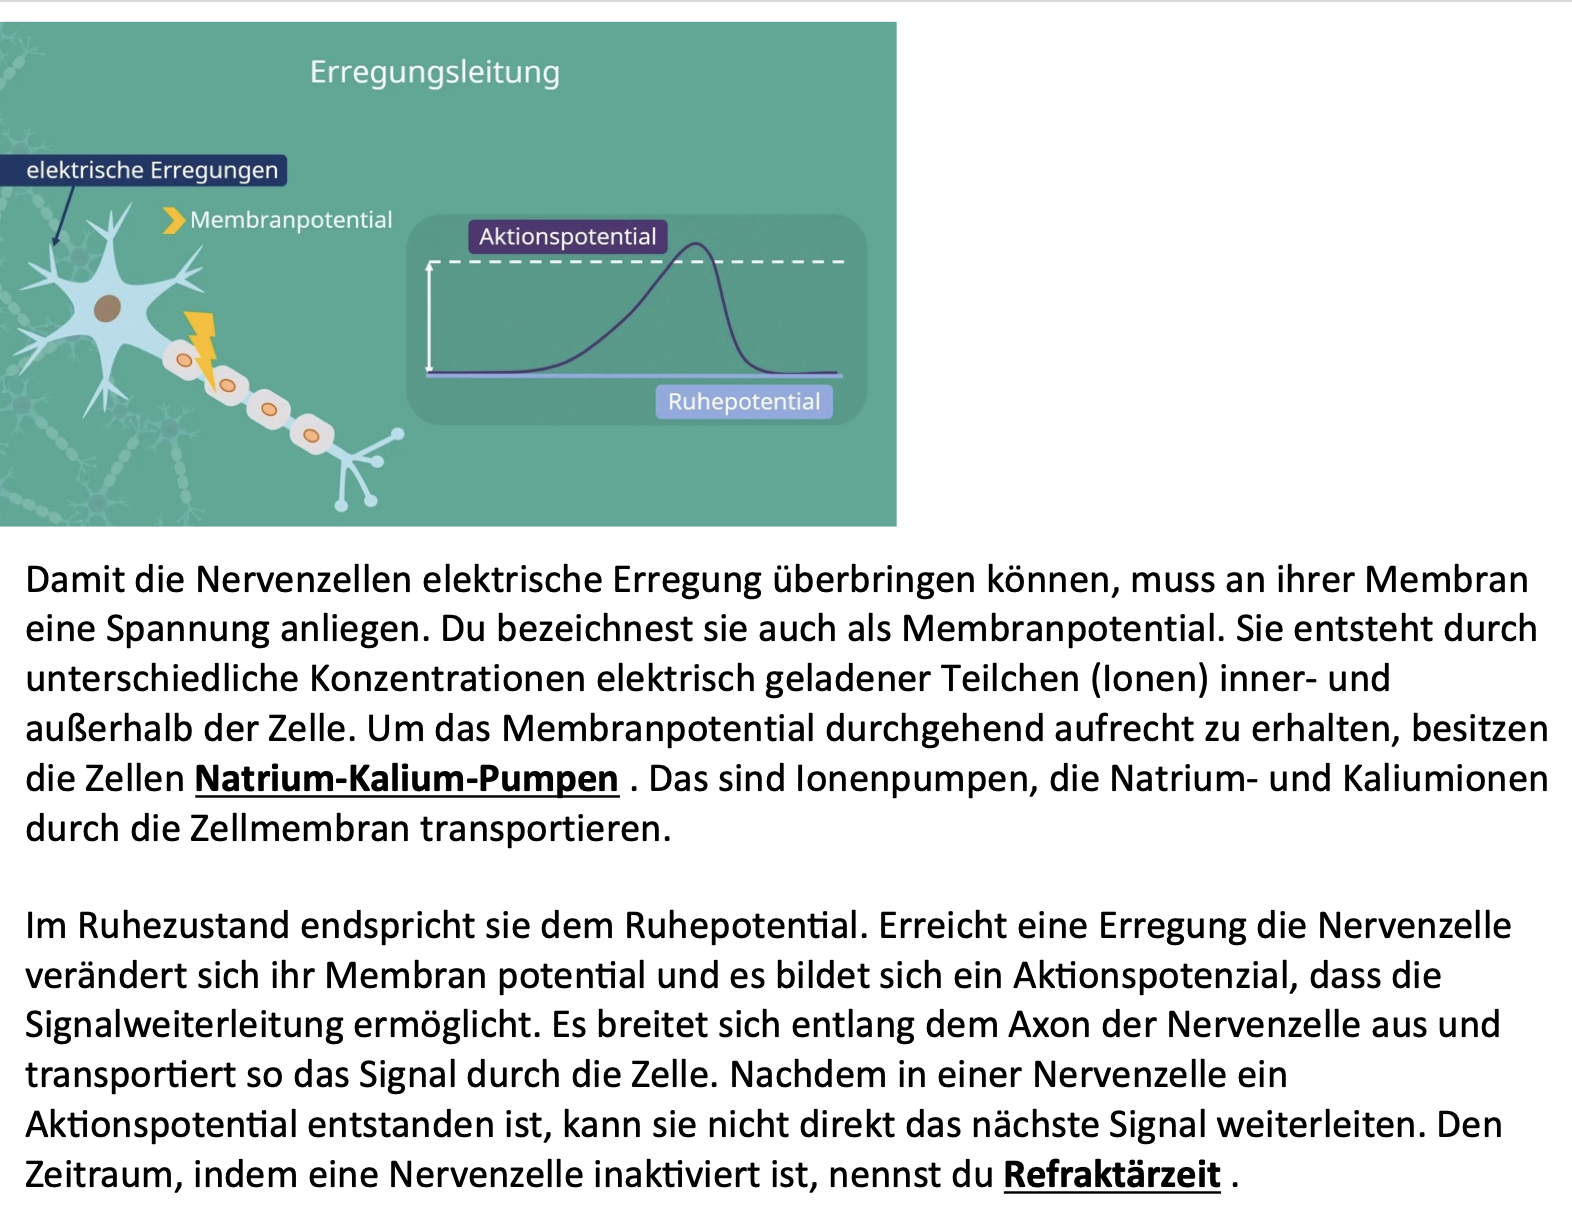 Erregungsleitung
elektrische Erregungen
Membranpotential
Aktionspotential
Ruhepotential
Damit die Nervenzellen elektrische Erregung überbringen können, muss an ihrer Membran
eine Spannung anliegen. Du bezeichnest sie auch als Membranpotential. Sie entsteht durch
unterschiedliche Konzentrationen elektrisch geladener Teilchen (Ionen) inner- und
außerhalb der Zelle. Um das Membranpotential durchgehend aufrecht zu erhalten, besitzen
die Zellen Natrium-Kalium-Pumpen . Das sind Ionenpumpen, die Natrium- und Kaliumionen
durch die Zellmembran transportieren.
Im Ruhezustand endspricht sie dem Ruhepotential. Erreicht eine Erregung die Nervenzelle
verändert sich ihr Membran potential und es bildet sich ein Aktionspotenzial, dass die
Signalweiterleitung ermöglicht. Es breitet sich entlang dem Axon der Nervenzelle aus und
transportiert so das Signal durch die Zelle. Nachdem in einer Nervenzelle ein
Aktionspotential entstanden ist, kann sie nicht direkt das nächste Signal weiterleiten. Den
Zeitraum, indem eine Nervenzelle inaktiviert ist, nennst du Refraktärzeit .